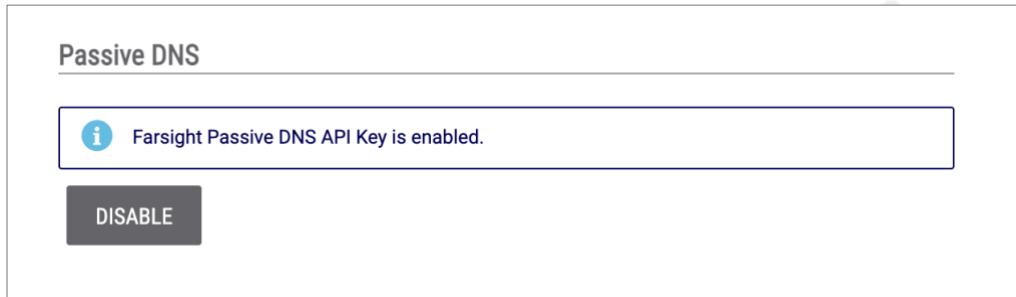 Passive DNS
Farsight Passive DNS API Key is enabled.
DISABLE